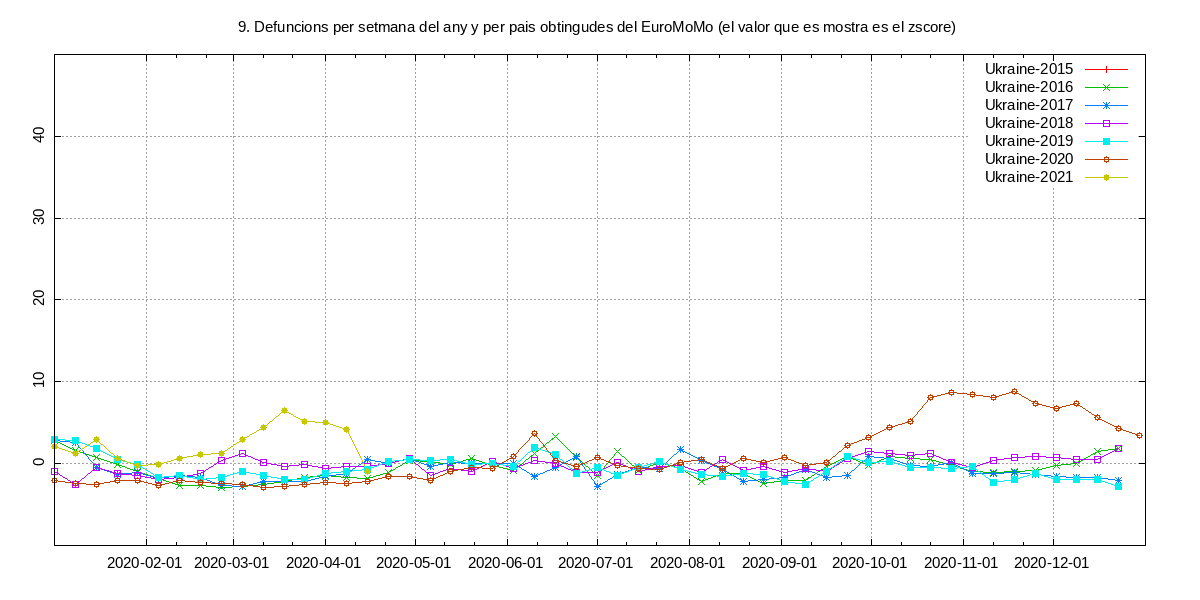 9. Defuncions per setmana del any y per pais obtingudes del EuroMoMo (el valor que es mostra es el zscore)
Ukraine-2015
Ukraine-2016
Ukraine-2017
Ukraine-2018
Ukraine-2019
Ukraine-2020
Ukraine-2021
40
30
20
10
0
2020-02-01 2020-03-01 2020-04-01 2020-05-01 2020-06-01 2020-07-01 2020-08-01 2020-09-01 2020-10-01 2020-11-01 2020-12-01